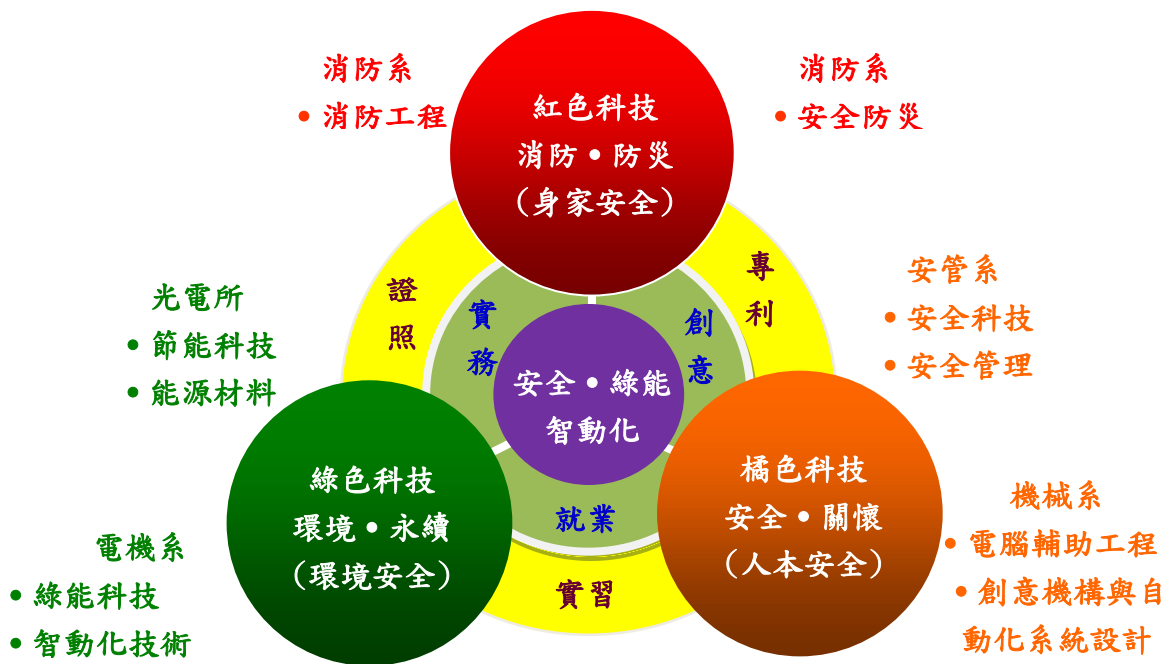 消防系
• 消防工程
紅色科技
消防•防災
（身家安全）
消防系
• 安全防災
證照
實務
創意
專利
光電所
• 節能科技
• 能源材料
安管系
• 安全科技
• 安全管理
安全•綠能
智動化
綠色科技
環境•永續
（環境安全）
就業
實習
橘色科技
安全•關懷
（人本安全）
電機系
• 綠能科技
• 智動化技術
機械系
• 電腦輔助工程
• 創意機構與自
動化系統設計